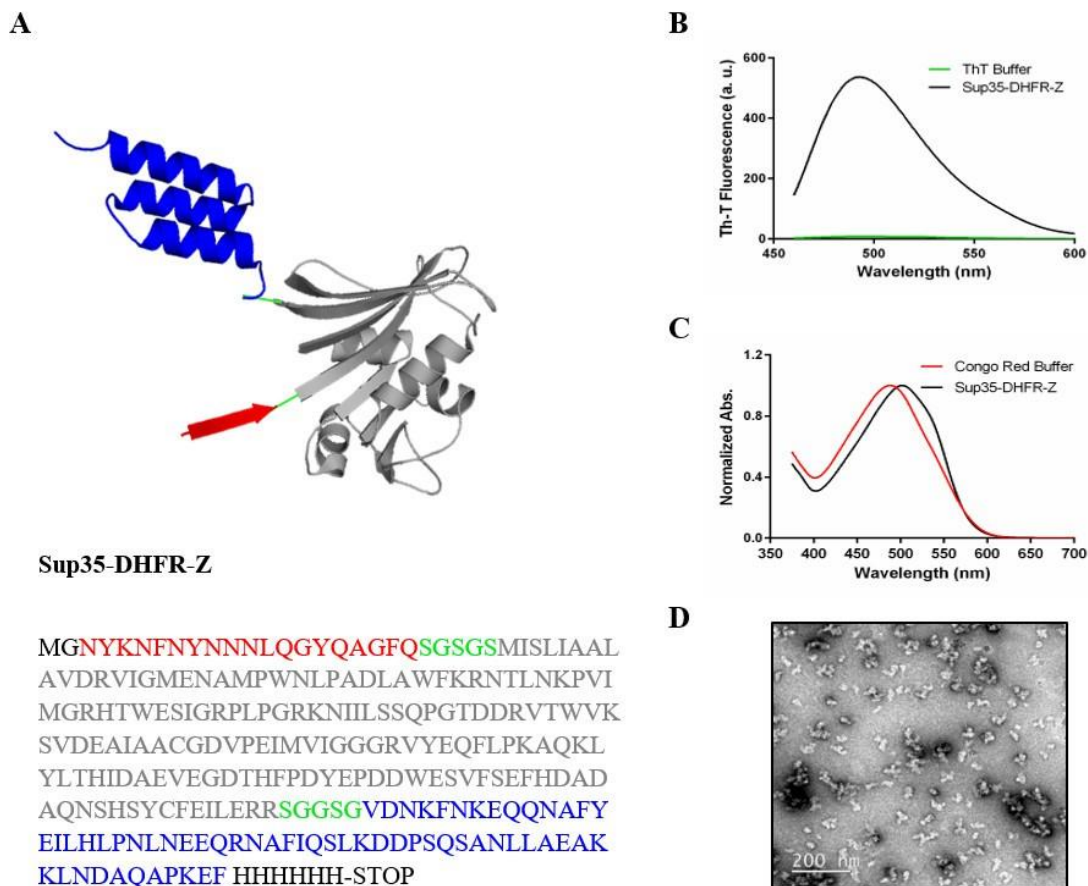 A
B
600
400
200
0
Th-T Fluorescence (a. u.)
ThT Buffer
Sup35-DHFR-Z
450
500
550
600
Wavelength (nm)
C
1.2
0.8
0.4
0.0
Normalized Abs.
Congo Red Buffer
Sup35-DHFR-Z
350
400
450
500
550
600
650
700
Wavelength (nm)
Sup35-DHFR-Z
MGNYKNFNYNNNLQGYQAGFQSGSGSMISLIAAL
AVDRVIGMENAMPWNLPADLAWFKRNTLNKPVI
MGRHTWESIGRPLPGRKNIILSSQPGTDDRVTWVK
SVDEAIAACGDVPEIMVIGGGRVYEQFLPKAQKL
YLTHIDAEVEGDTHFPDYEPDDWESVFSEFHDAD
AQNSHSYCFEILERRSGGSGVDNKFNKEQQNAFY
EILHLPNLNEEQRNAFIQSLKDDPSQSANLLAEAK
KLNDAQAPKEF HHHHHH-STOP
D
200 nm